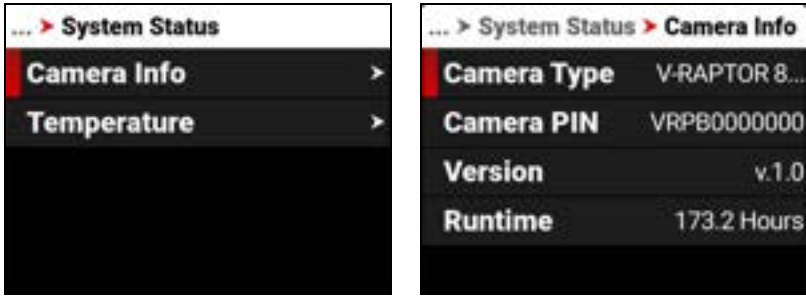 ... > System Status
Camera Info >
Temperature >
... > System Status > Camera Info
Camera Type V-RAPTOR 8...
Camera PIN VRPB0000000
Version v.1.0
Runtime 173.2 Hours